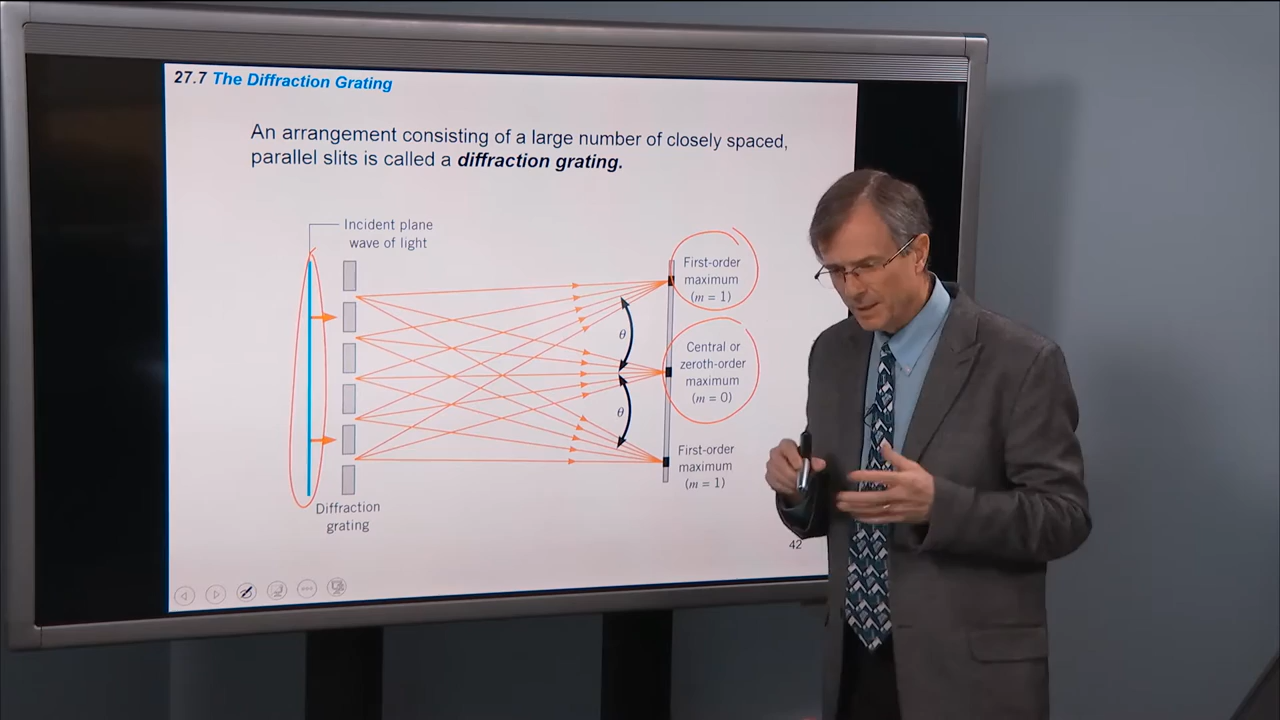 27.7 The Diffraction Grating
An arrangement consisting of a large number of closely spaced,
parallel slits is called a diffraction grating.
Incident plane
wave of light
First-order
maximum
(m = 1)
θ
Central or
zeroth-order
maximum
(m = 0)
θ
First-order
maximum
(m = 1)
Diffraction
grating
42